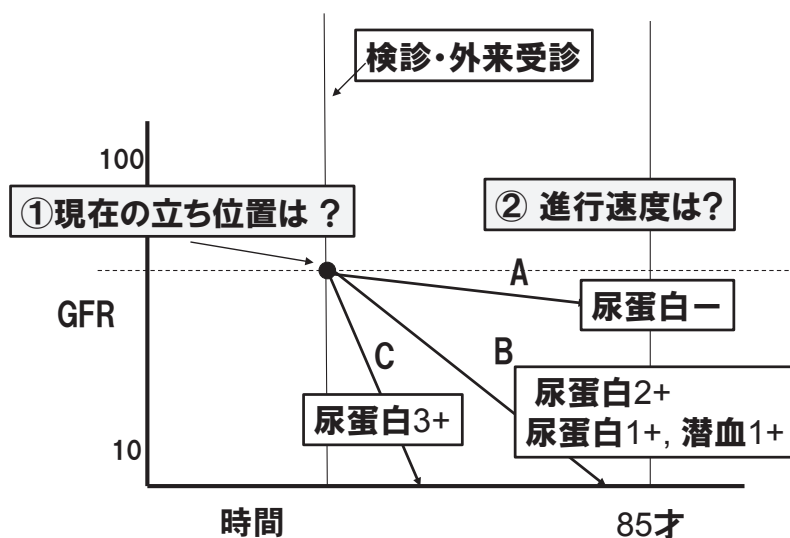 検診・外来受診
100
①現在の立ち位置は ?
② 進行速度は?
A
尿蛋白ー
GFR
C
B
尿蛋白2+
尿蛋白1+, 潜血1+
尿蛋白3+
10
時間
85才